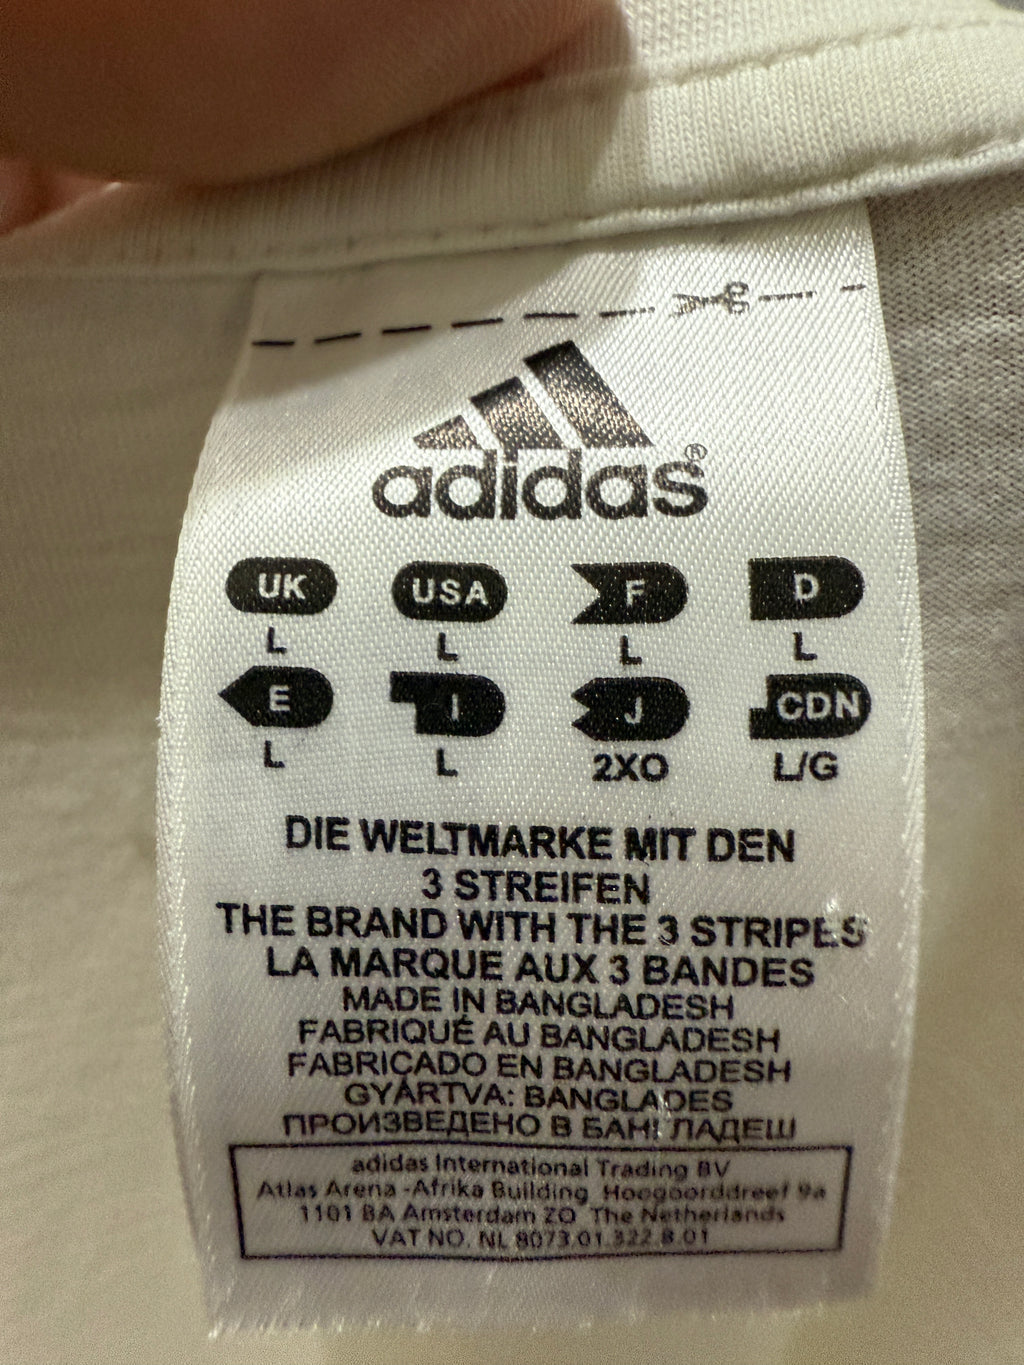 adidas®
UK USA F D
L L L L
E I J CDN
L L 2XO L/G
DIE WELTMARKE MIT DEN
3 STREIFEN
THE BRAND WITH THE 3 STRIPES
LA MARQUE AUX 3 BANDES
MADE IN BANGLADESH
FABRIQUÉ AU BANGLADESH
FABRICADO EN BANGLADESH
GYÁRTVA: BANGLADES
ПРОИЗВЕДЕНО В БАНГЛАДЕШ
adidas International Trading BV
Atlas Arena -Afrika Building Hoogoorddreef 9a
1101 BA Amsterdam ZO The Netherlands
VAT NO. NL 8073.01.322.B.01